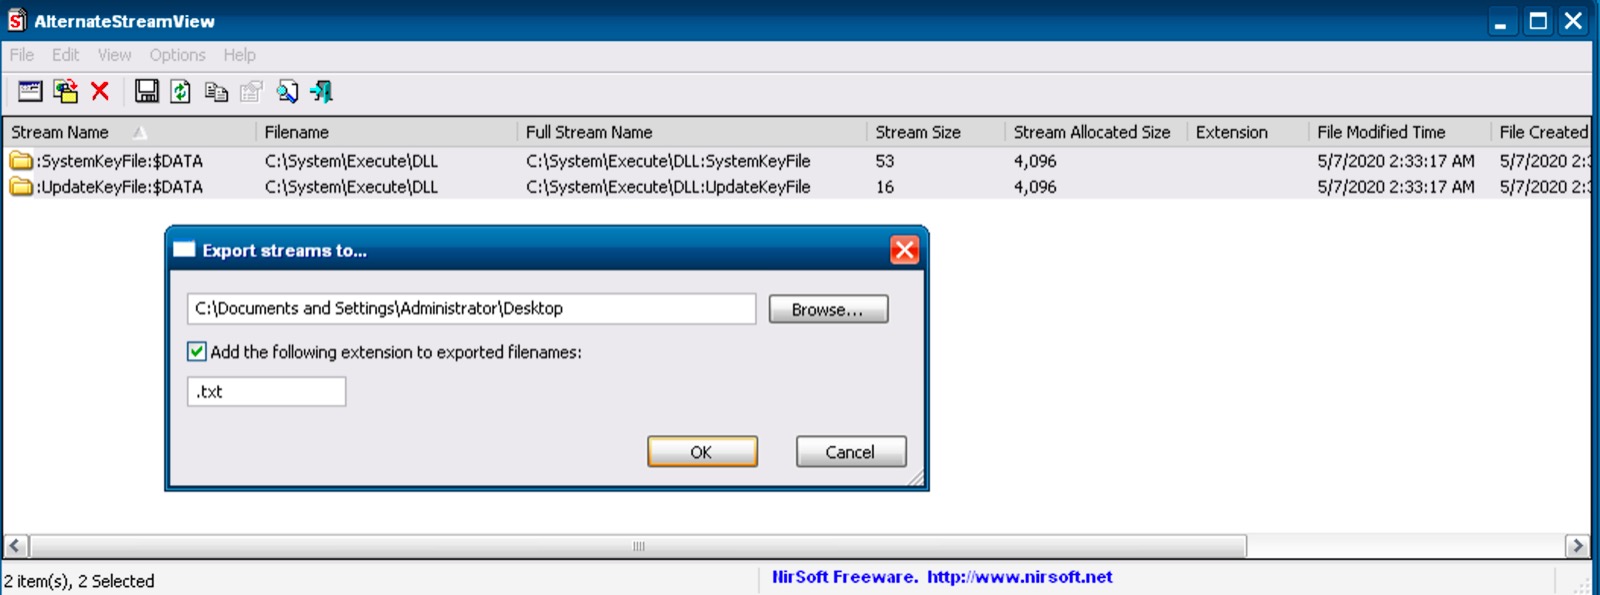 AlternateStreamView
File Edit View Options Help
Stream Name Filename Full Stream Name Stream Size Stream Allocated Size Extension File Modified Time File Created
:SystemKeyFile:$DATA C:\System\Execute\DLL C:\System\Execute\DLL:SystemKeyFile 53 4,096 5/7/2020 2:33:17 AM 5/7/2020 2:3
:UpdateKeyFile:$DATA C:\System\Execute\DLL C:\System\Execute\DLL:UpdateKeyFile 16 4,096 5/7/2020 2:33:17 AM 5/7/2020 2:3
Export streams to...
C:\Documents and Settings\Administrator\Desktop Browse...
Add the following extension to exported filenames:
.txt
OK Cancel
2 item(s), 2 Selected NirSoft Freeware. http://www.nirsoft.net